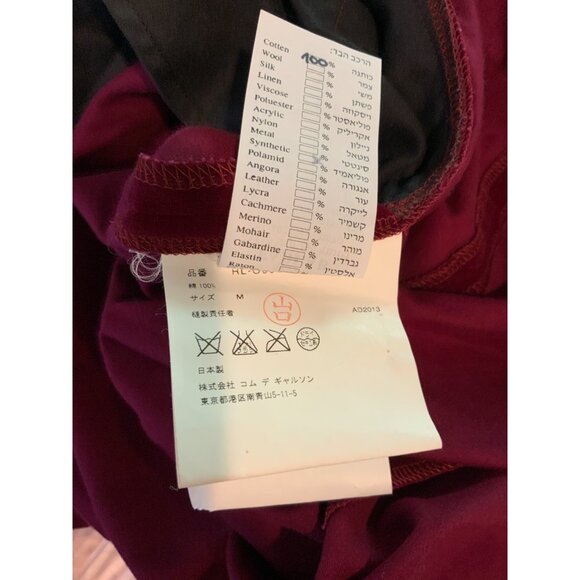 הרכב הבד:
Cotten 100% כותנה
Wool % צמר
Silk % משי
Linen % פשתן
Viscose % ויסקוזה
Poluester % פוליאסטר
Acrylic % אקריליק
Nylon % ניילון
Metal % מטאל
Synthetic % סינטטי
Polamid % פוליאמיד
Angora % אנגורה
Leather % עור
Lycra % לייקרה
Cachmere % קשמיר
Merino % מרינו
Mohair % מוהר
Gabardine % גברדין
Elastin % אלסטין
品番
綿 100%
サイズ M
縫製責任者 AD2013
日本製
株式会社 コム デ ギャルソン
東京都港区南青山5-11-5